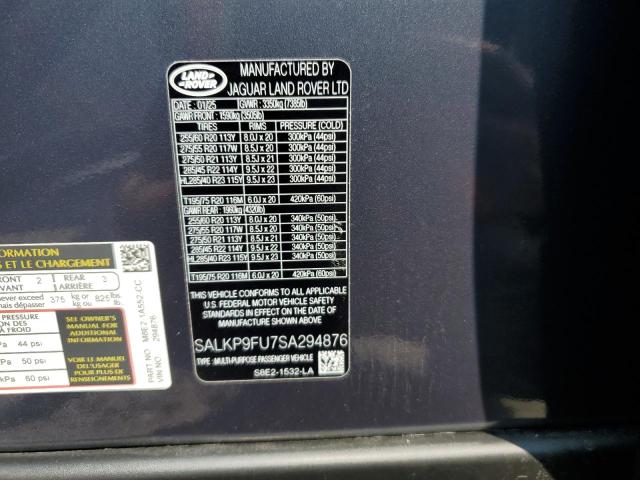 LAND ROVER
MANUFACTURED BY
JAGUAR LAND ROVER LTD
DATE : 01/25 GVWR : 3350kg (7385lb)
GAWR FRONT : 1590kg (3505lb)
TIRES RIMS PRESSURE (COLD)
255/60 R20 113Y 8.0J x 20 300kPa (44psi)
275/55 R20 117W 8.5J x 20 300kPa (44psi)
275/50 R21 113Y 8.5J x 21 300kPa (44psi)
285/45 R22 114Y 9.5J x 22 300kPa (44psi)
HL285/40 R23 115Y 9.5J x 23 300kPa (44psi)
T195/75 R20 116M 6.0J x 20 420kPa (60psi)
GAWR REAR : 1960kg (4320lb)
255/60 R20 113Y 8.0J x 20 340kPa (50psi)
275/55 R20 117W 8.5J x 20 340kPa (50psi)
275/50 R21 113Y 8.5J x 21 340kPa (50psi)
285/45 R22 114Y 9.5J x 22 340kPa (50psi)
HL285/40 R23 115Y 9.5J x 23 340kPa (50psi)
T195/75 R20 116M 6.0J x 20 420kPa (60psi)
THIS VEHICLE CONFORMS TO ALL APPLICABLE
U.S. FEDERAL MOTOR VEHICLE SAFETY
STANDARDS IN EFFECT ON THE DATE OF
MANUFACTURE SHOWN ABOVE
SALKP9FU7SA294876
TYPE - MULTI-PURPOSE PASSENGER VEHICLE
S8E2-1532-LA
FORMATION
S ET LE CHARGEMENT
RONT 2 REAR 3
VANT ARRIÈRE
never exceed 375 kg or 825 lbs.
mais dépasser kg ou lb.
PRESSURE
ON
A FROID
Pa 44 psi
Pa 50 psi
kPa 60 psi
SEE OWNER'S
MANUAL FOR
ADDITIONAL
INFORMATION
VOIR LE MANUEL
DE L'USAGER
POUR PLUS DE
RENSEIGNEMENTS
PART NO: M8E2 1A552 CC
VIN NO: 294876